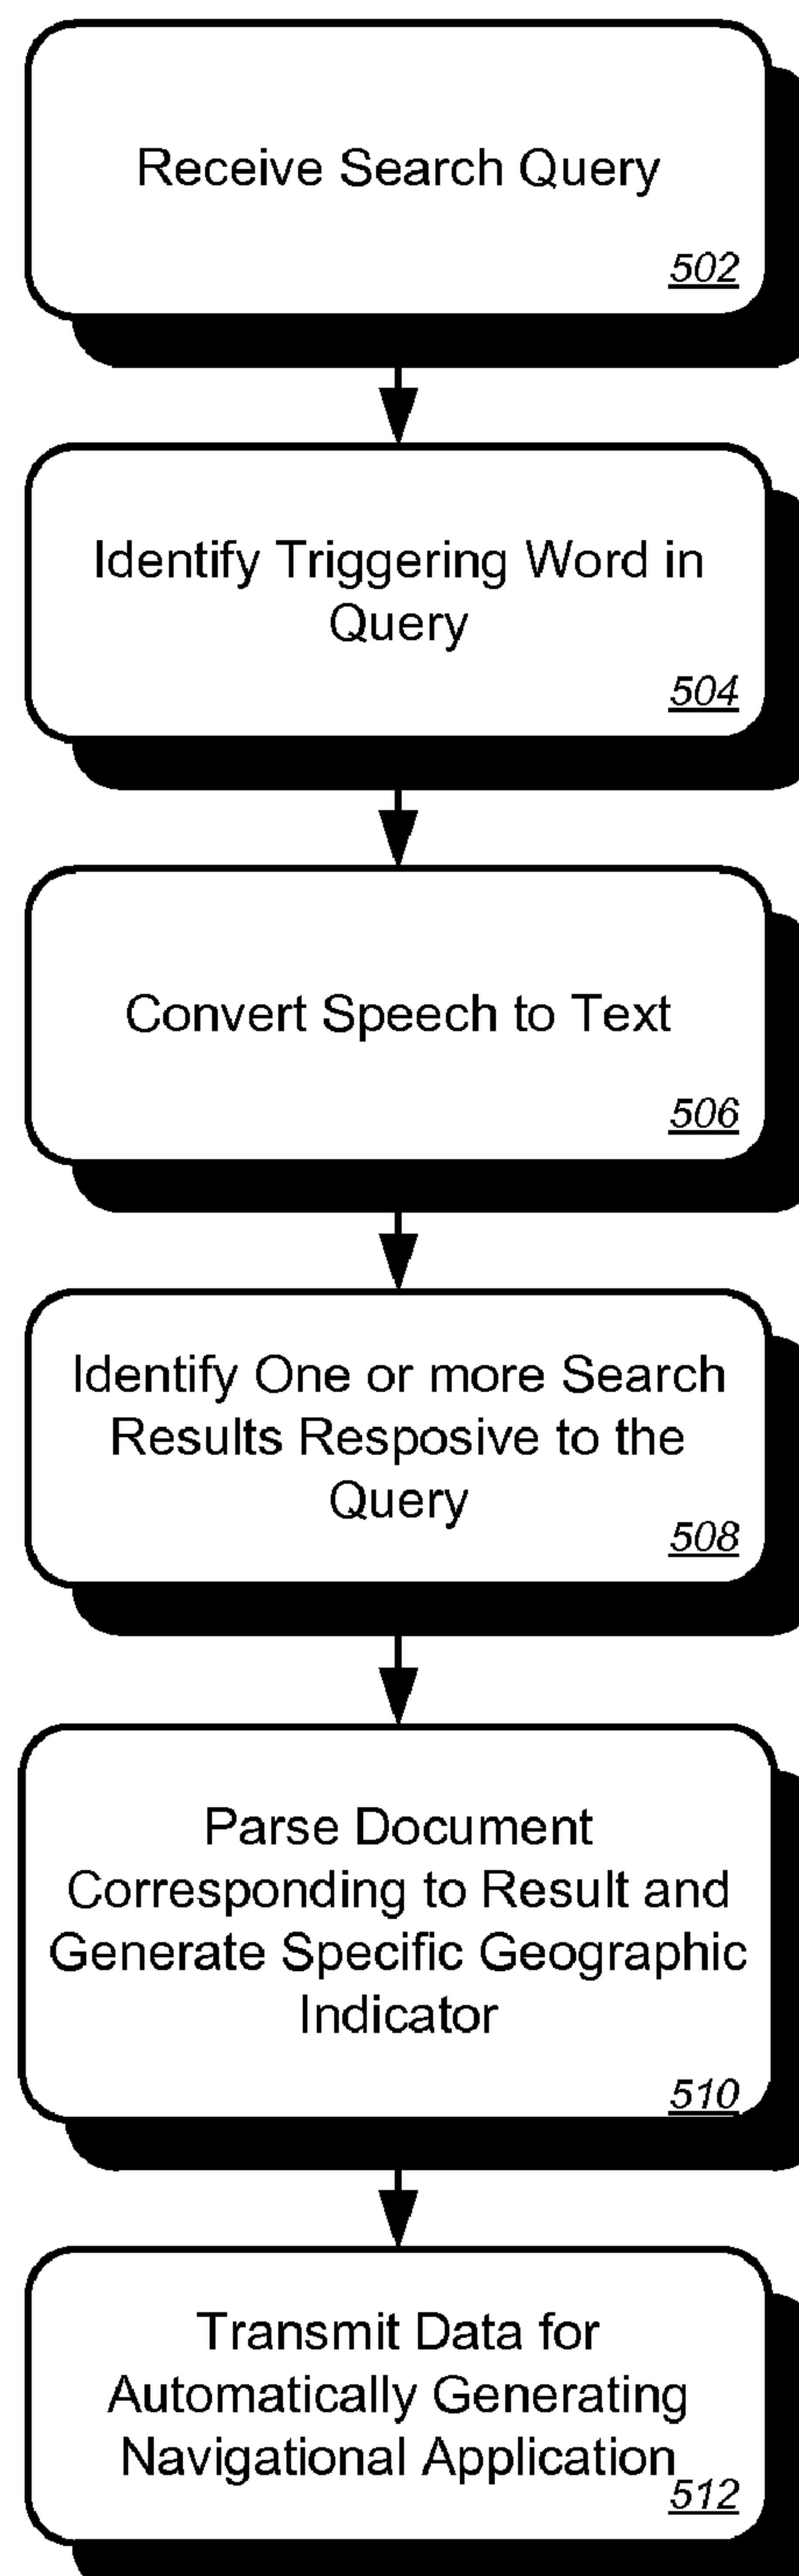 Receive Search Query
502
Identify Triggering Word in
Query
504
Convert Speech to Text
506
Identify One or more Search
Results Resposive to the
Query
508
Parse Document
Corresponding to Result and
Generate Specific Geographic
Indicator
510
Transmit Data for
Automatically Generating
Navigational Application
512